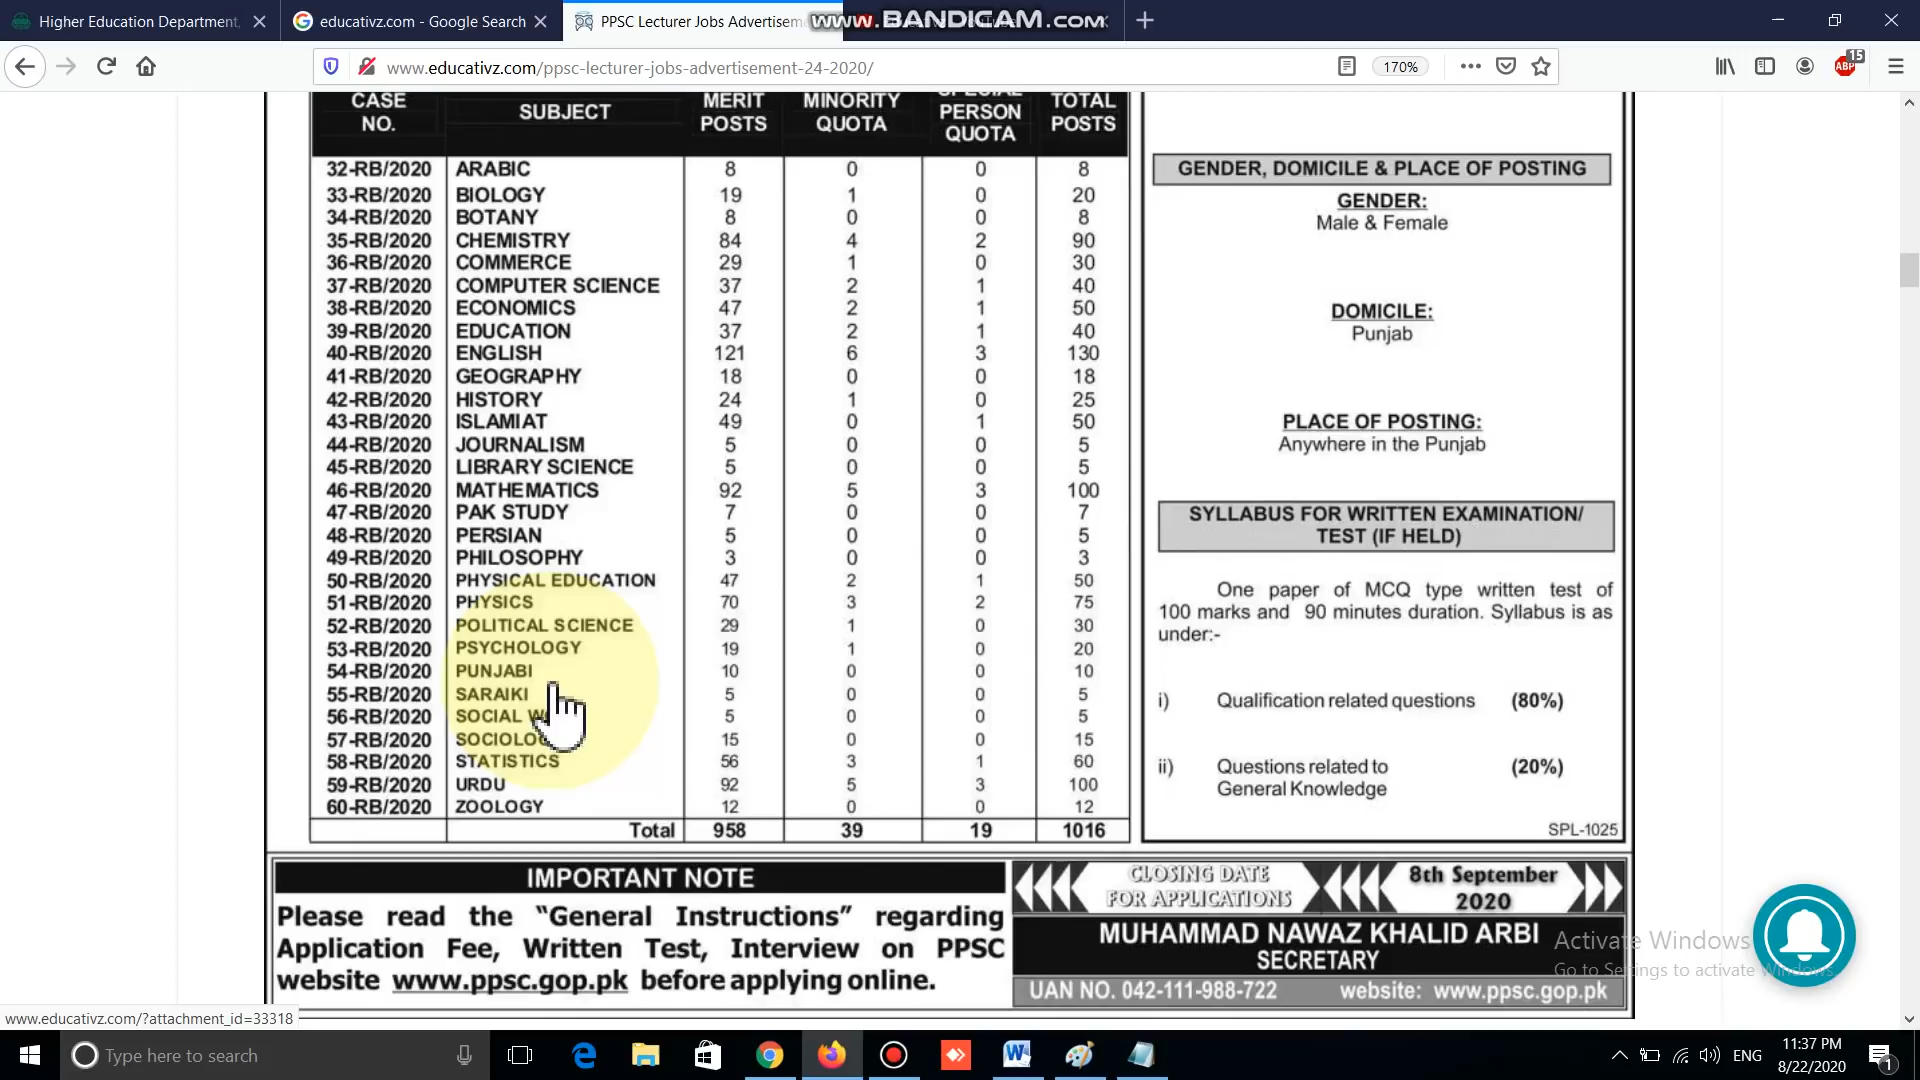 Higher Education Department,
educativz.com - Google Search
PPSC Lecturer Jobs Advertisem
www.BANDICAM.com
www.educativz.com/ppsc-lecturer-jobs-advertisement-24-2020/
170%
15
ABP
CASE NO. SUBJECT MERIT POSTS MINORITY QUOTA PERSON QUOTA TOTAL POSTS
32-RB/2020 ARABIC 8 0 0 8
33-RB/2020 BIOLOGY 19 1 0 20
34-RB/2020 BOTANY 8 0 0 8
35-RB/2020 CHEMISTRY 84 4 2 90
36-RB/2020 COMMERCE 29 1 0 30
37-RB/2020 COMPUTER SCIENCE 37 2 1 40
38-RB/2020 ECONOMICS 47 2 1 50
39-RB/2020 EDUCATION 37 2 1 40
40-RB/2020 ENGLISH 121 6 3 130
41-RB/2020 GEOGRAPHY 18 0 0 18
42-RB/2020 HISTORY 24 1 0 25
43-RB/2020 ISLAMIAT 49 0 1 50
44-RB/2020 JOURNALISM 5 0 0 5
45-RB/2020 LIBRARY SCIENCE 5 0 0 5
46-RB/2020 MATHEMATICS 92 5 3 100
47-RB/2020 PAK STUDY 7 0 0 7
48-RB/2020 PERSIAN 5 0 0 5
49-RB/2020 PHILOSOPHY 3 0 0 3
50-RB/2020 PHYSICAL EDUCATION 47 2 1 50
51-RB/2020 PHYSICS 70 3 2 75
52-RB/2020 POLITICAL SCIENCE 29 1 0 30
53-RB/2020 PSYCHOLOGY 19 1 0 20
54-RB/2020 PUNJABI 10 0 0 10
55-RB/2020 SARAIKI 5 0 0 5
56-RB/2020 SOCIAL W 5 0 0 5
57-RB/2020 SOCIOLO 15 0 0 15
58-RB/2020 STATISTICS 56 3 1 60
59-RB/2020 URDU 92 5 3 100
60-RB/2020 ZOOLOGY 12 0 0 12
Total 958 39 19 1016
GENDER, DOMICILE & PLACE OF POSTING
GENDER:
Male & Female
DOMICILE:
Punjab
PLACE OF POSTING:
Anywhere in the Punjab
SYLLABUS FOR WRITTEN EXAMINATION/
TEST (IF HELD)
One paper of MCQ type written test of
100 marks and 90 minutes duration. Syllabus is as
under:-
i) Qualification related questions (80%)
ii) Questions related to (20%)
General Knowledge
SPL-1025
IMPORTANT NOTE
Please read the “General Instructions” regarding
Application Fee, Written Test, Interview on PPSC
website www.ppsc.gop.pk before applying online.
CLOSING DATE
FOR APPLICATIONS
8th September
2020
MUHAMMAD NAWAZ KHALID ARBI
SECRETARY
UAN NO. 042-111-988-722 website: www.ppsc.gop.pk
Activate Windows
Go to Settings to activate Windows.
www.educativz.com/?attachment_id=33318
Type here to search
ENG
11:37 PM
8/22/2020
1